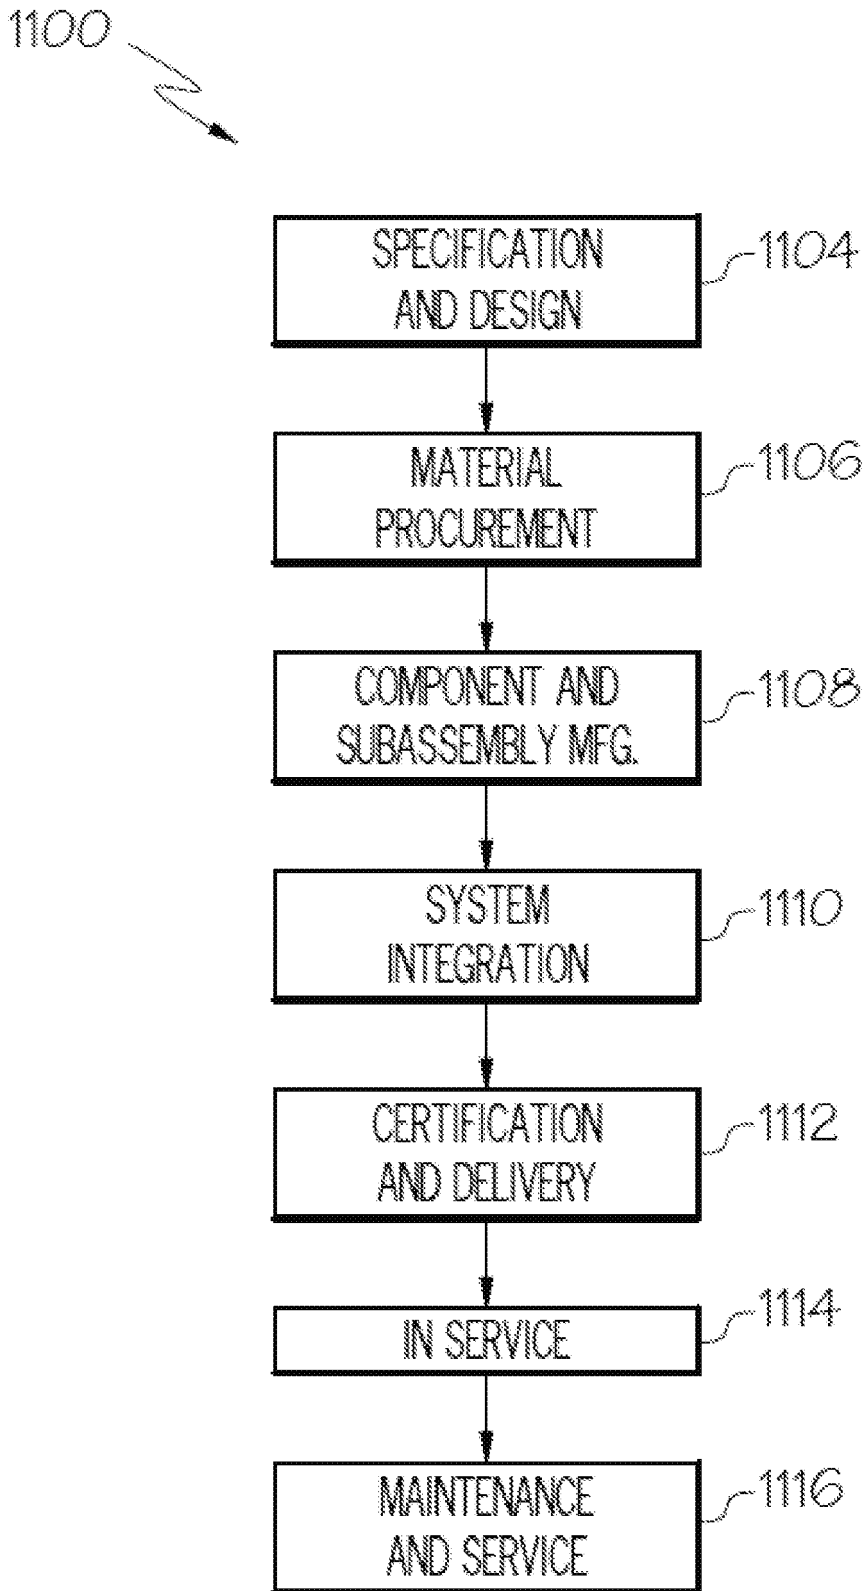 1100
SPECIFICATION
AND DESIGN
1104
MATERIAL
PROCUREMENT
1106
COMPONENT AND
SUBASSEMBLY MFG.
1108
SYSTEM
INTEGRATION
1110
CERTIFICATION
AND DELIVERY
1112
IN SERVICE
1114
MAINTENANCE
AND SERVICE
1116